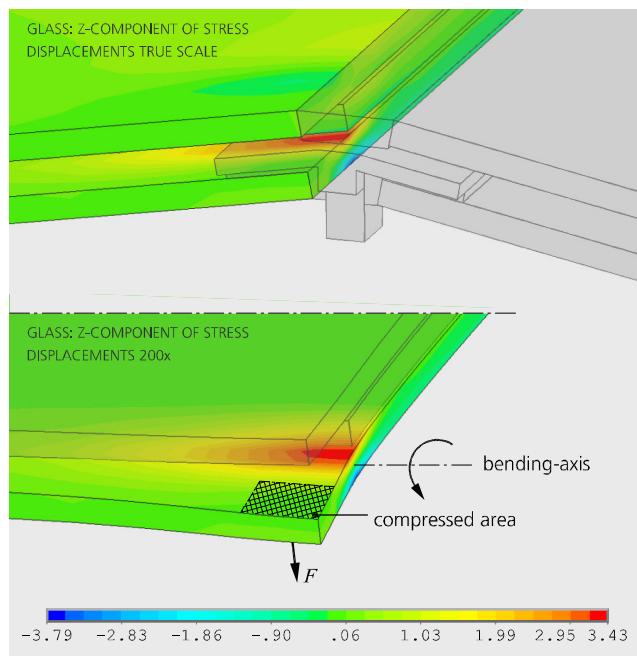 GLASS: Z-COMPONENT OF STRESS
DISPLACEMENTS TRUE SCALE
GLASS: Z-COMPONENT OF STRESS
DISPLACEMENTS 200x
bending-axis
compressed area
F
-3.79 -2.83 -1.86 -.90 .06 1.03 1.99 2.95 3.43